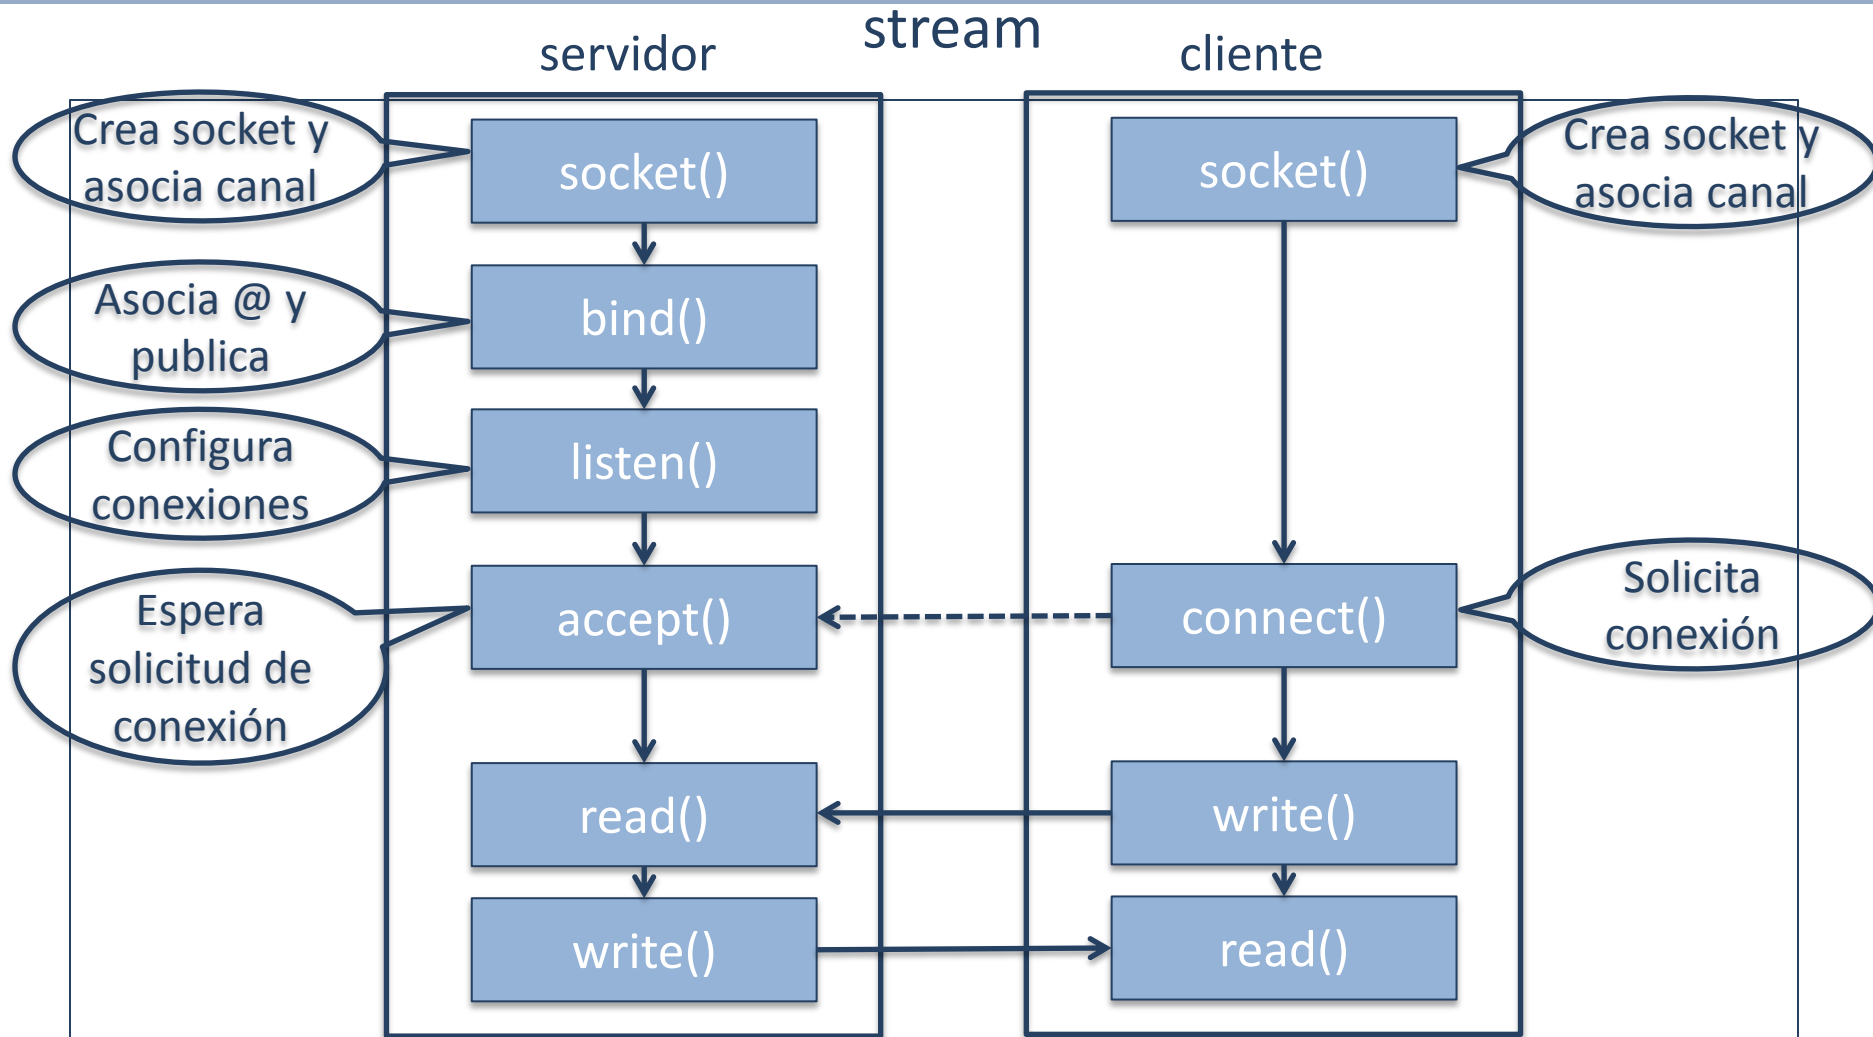 stream
servidor
cliente
Crea socket y
asocia canal
socket()
socket()
Crea socket y
asocia canal
Asocia @ y
publica
bind()
Configura
conexiones
listen()
Espera
solicitud de
conexión
accept()
connect()
Solicita
conexión
read()
write()
write()
read()